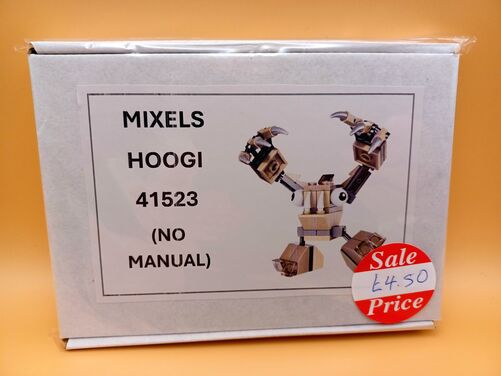 MIXELS
HOOGI
41523
(NO
MANUAL)
Sale
£4.50
Price